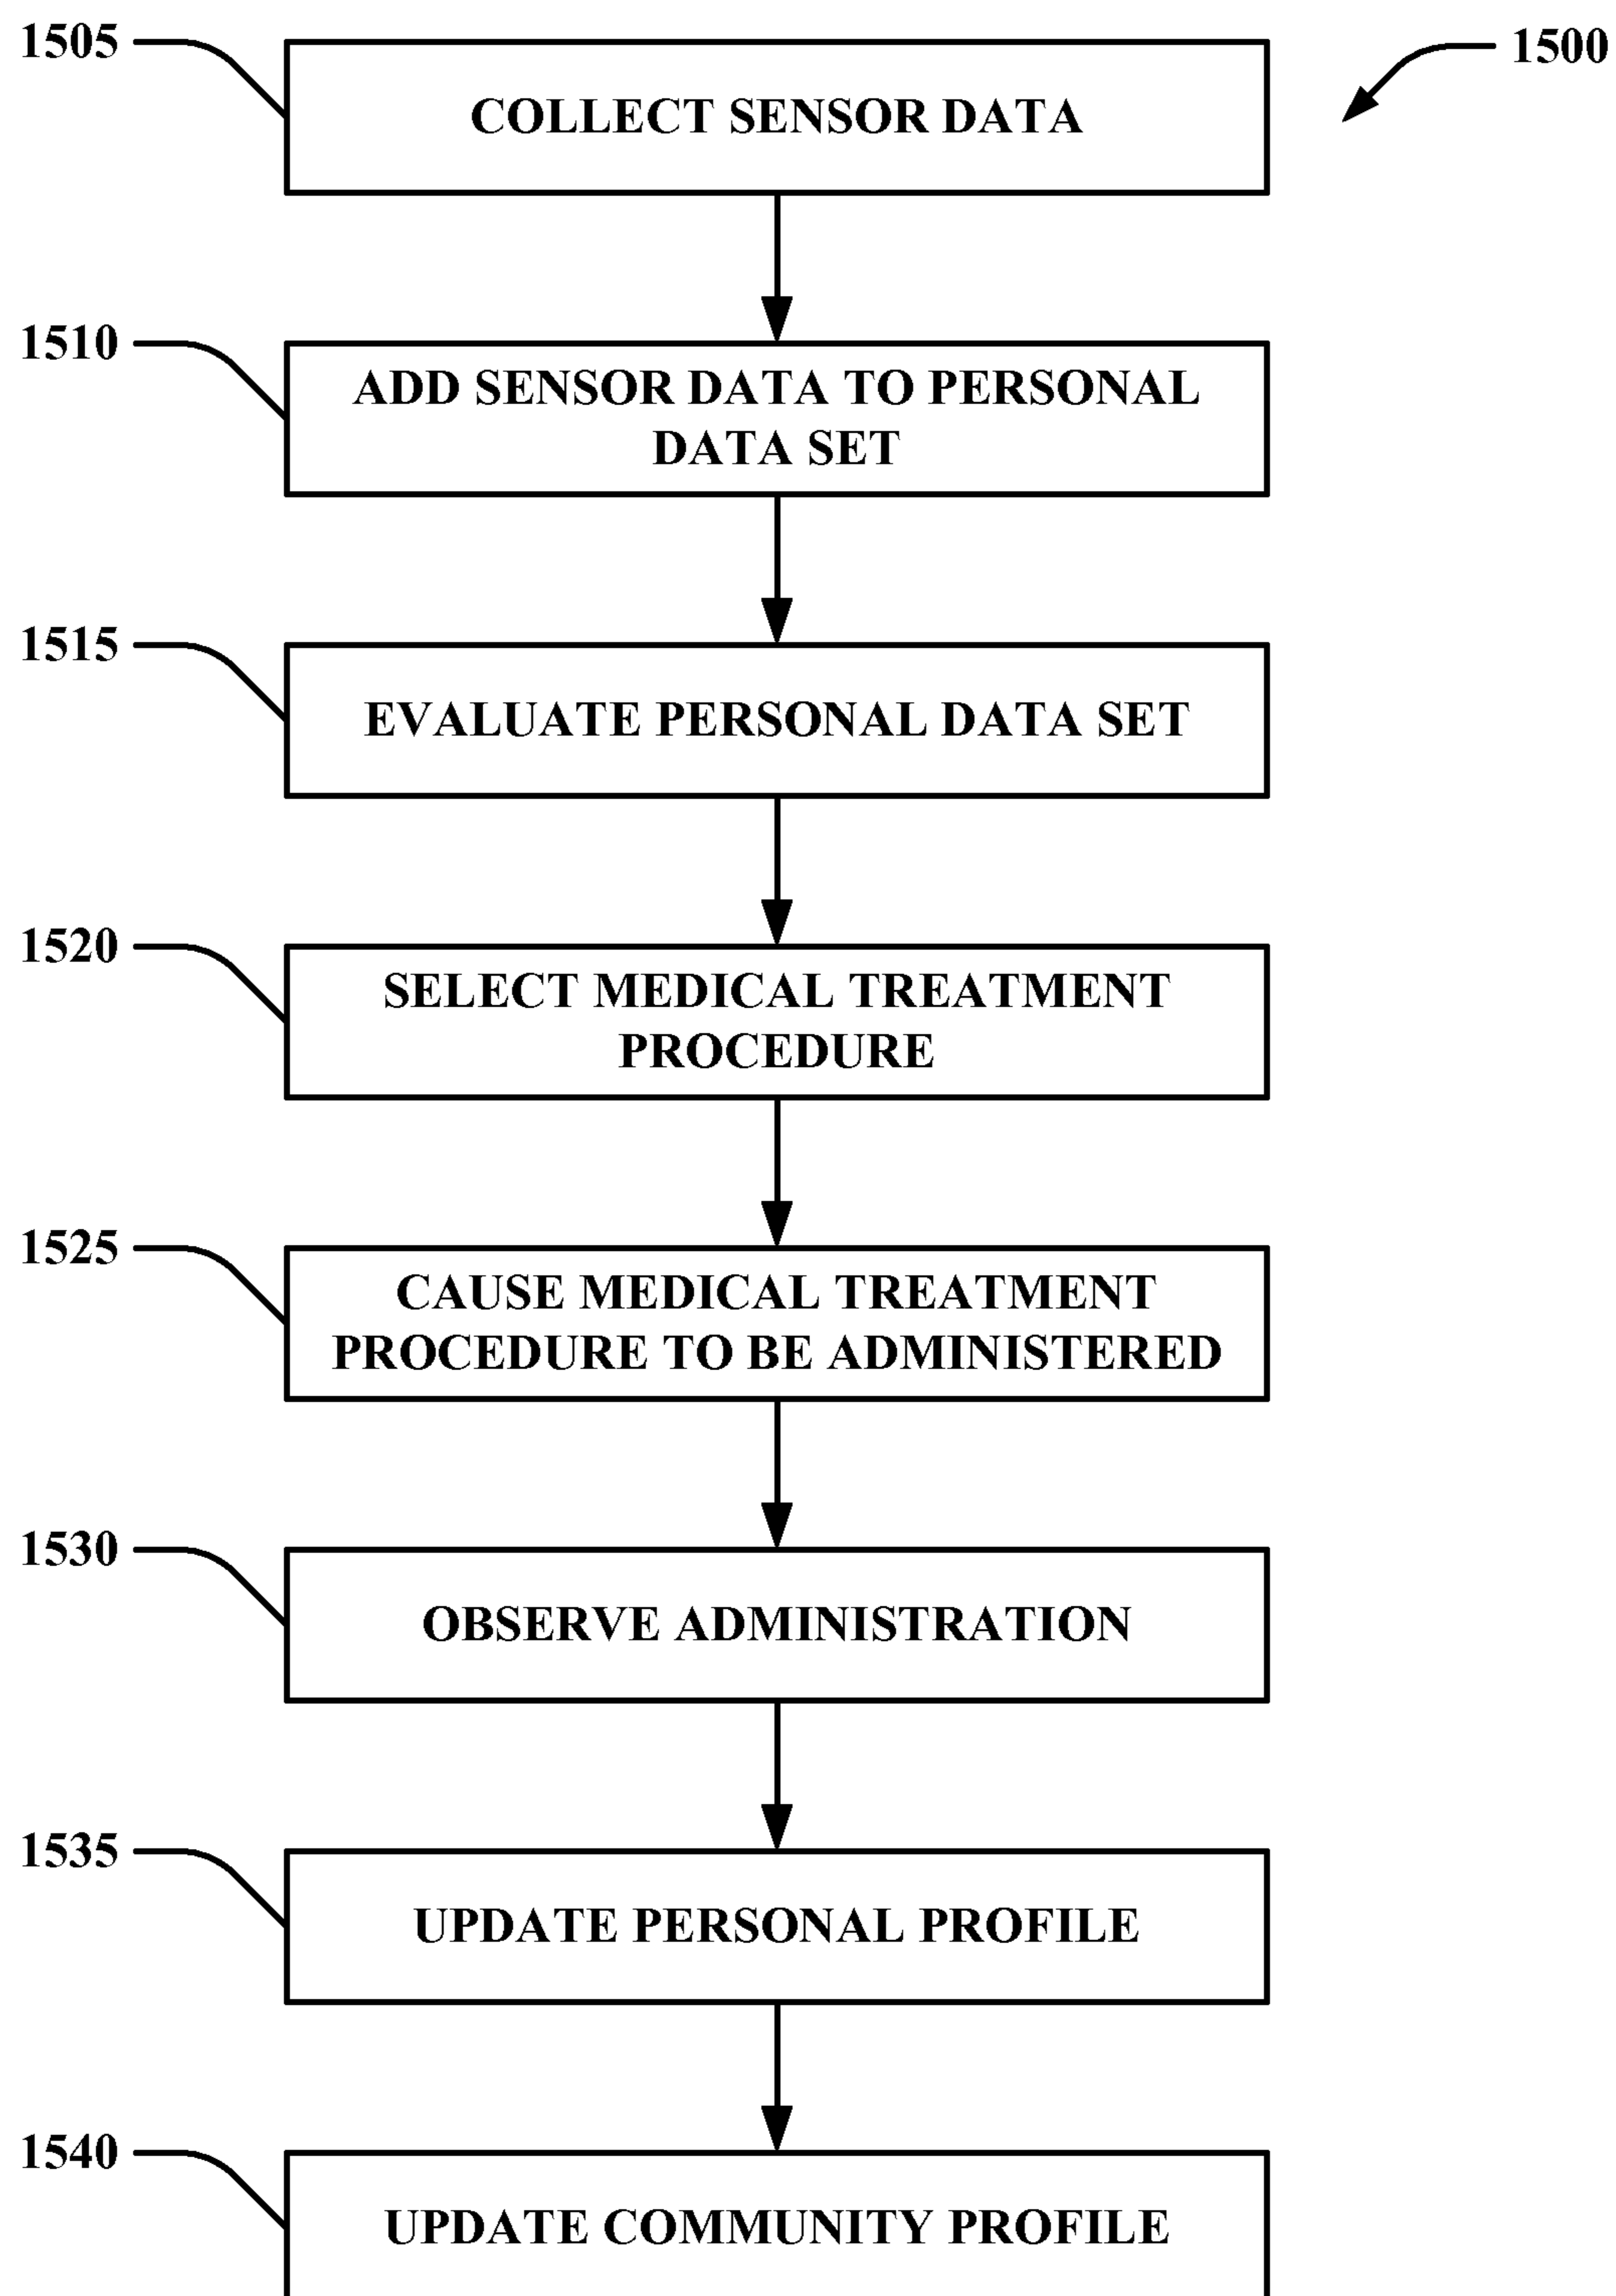 1505
COLLECT SENSOR DATA
1500
1510
ADD SENSOR DATA TO PERSONAL
DATA SET
1515
EVALUATE PERSONAL DATA SET
1520
SELECT MEDICAL TREATMENT
PROCEDURE
1525
CAUSE MEDICAL TREATMENT
PROCEDURE TO BE ADMINISTERED
1530
OBSERVE ADMINISTRATION
1535
UPDATE PERSONAL PROFILE
1540
UPDATE COMMUNITY PROFILE